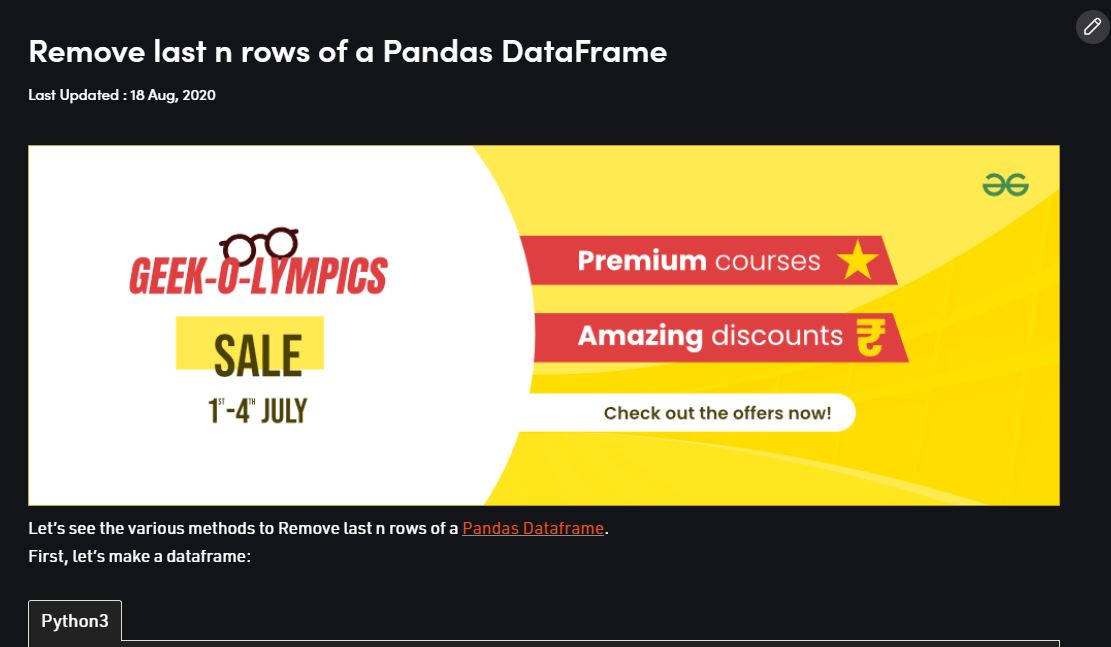 Remove last n rows of a Pandas DataFrame
Last Updated : 18 Aug, 2020
GEEK-O-LYMPICS
SALE
1ST-4TH JULY
Premium courses
Amazing discounts ₹
Check out the offers now!
Let’s see the various methods to Remove last n rows of a Pandas Dataframe.
First, let’s make a dataframe:
Python3